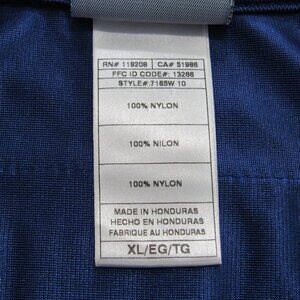 RN# 119208 CA# 51986
FFC ID CODE#: 13266
STYLE#:7165W 10
100% NYLON
100% NILON
100% NYLON
MADE IN HONDURAS
HECHO EN HONDURAS
FABRIQUE AU HONDURAS
XL/EG/TG